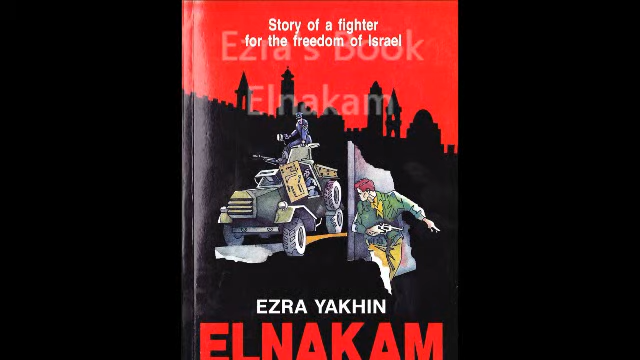 Story of a fighter
for the freedom of Israel
Ezra's Book
Elnakam
EZRA YAKHIN
ELNAKAM